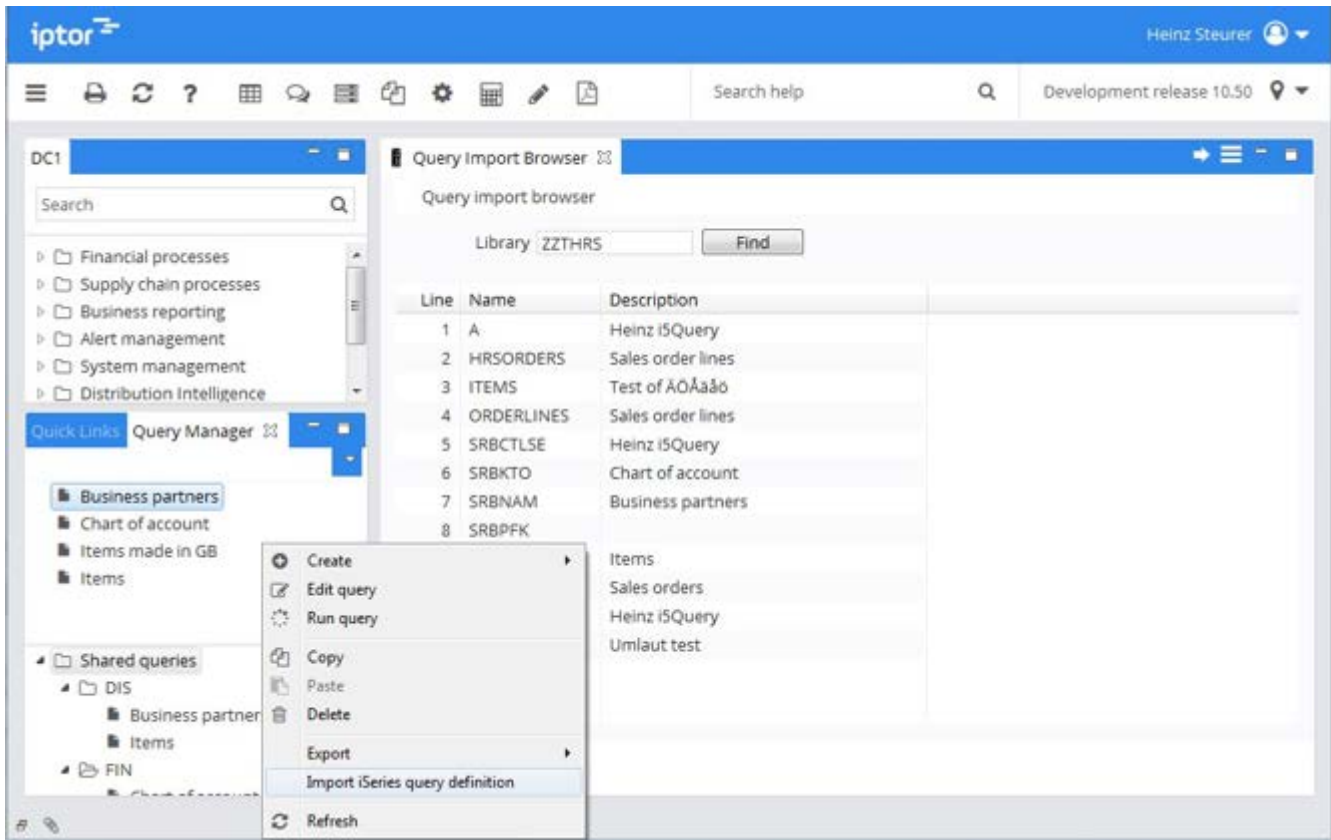 iptor
Heinz Steurer
?
Search help
Development release 10.50
DC1
Search
Financial processes
Supply chain processes
Business reporting
Alert management
System management
Distribution Intelligence
Quick Links
Query Manager
Business partners
Chart of account
Items made in GB
Items
Shared queries
DIS
Business partner
Items
FIN
Create
Edit query
Run query
Copy
Paste
Delete
Export
Import iSeries query definition
Refresh
Query Import Browser
Query import browser
Library ZZTHRS Find
Line Name Description
1 A Heinz i5Query
2 HRSORDERS Sales order lines
3 ITEMS Test of ÄÖÅäåö
4 ORDERLINES Sales order lines
5 SRBCTLSE Heinz i5Query
6 SRBKTO Chart of account
7 SRBNAM Business partners
8 SRBPFK
Items
Sales orders
Heinz i5Query
Umlaut test